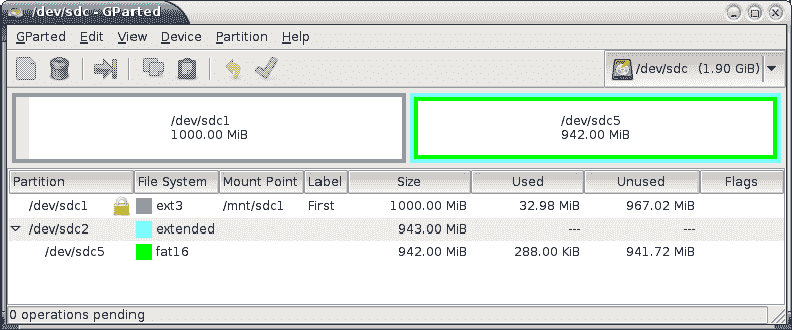 /dev/sdc - GParted
GParted Edit View Device Partition Help
/dev/sdc (1.90 GiB)
/dev/sdc1 /dev/sdc5
1000.00 MiB 942.00 MiB
Partition File System Mount Point Label Size Used Unused Flags
/dev/sdc1 ext3 /mnt/sdc1 First 1000.00 MiB 32.98 MiB 967.02 MiB
/dev/sdc2 extended 943.00 MiB --- ---
/dev/sdc5 fat16 942.00 MiB 288.00 KiB 941.72 MiB
0 operations pending